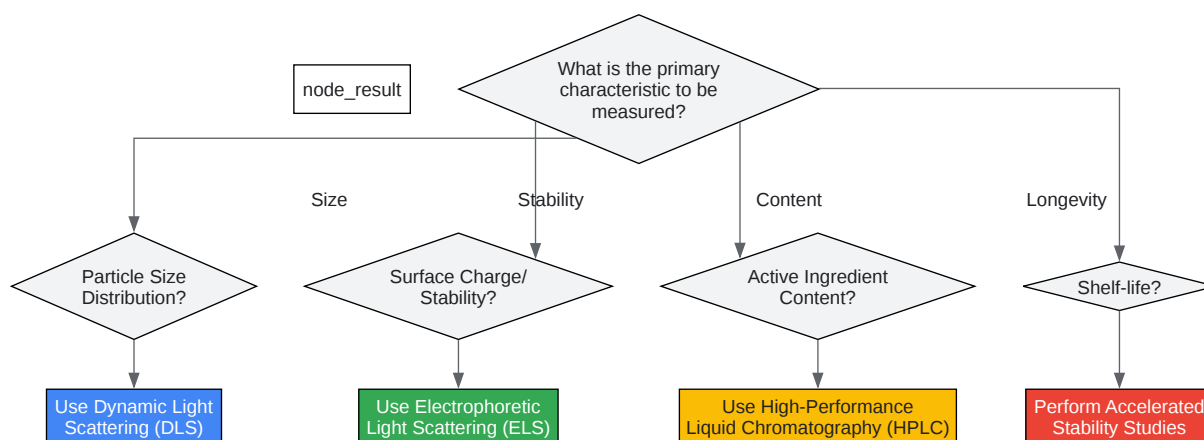 What is the primary
characteristic to be
measured?
node_result
Size
Stability
Content
Longevity
Particle Size
Distribution?
Surface Charge/
Stability?
Active Ingredient
Content?
Shelf-life?
Use Dynamic Light
Scattering (DLS)
Use Electrophoretic
Light Scattering (ELS)
Use High-Performance
Liquid Chromatography (HPLC)
Perform Accelerated
Stability Studies